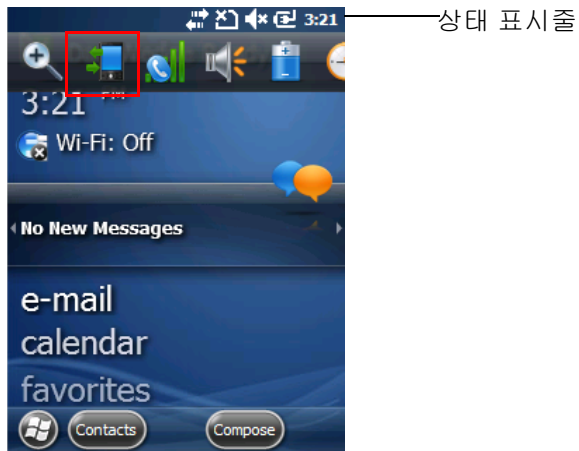 3:21
상태 표시줄
3:21 PM
Wi-Fi: Off
No New Messages
e-mail
calendar
favorites
Contacts
Compose